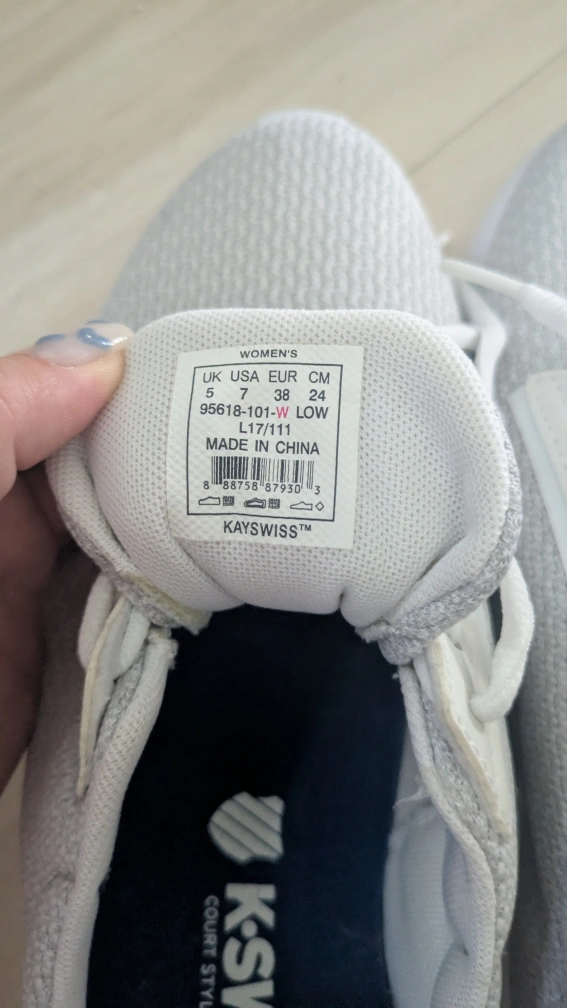 WOMEN'S
UK USA EUR CM
5 7 38 24
95618-101-W LOW
L17/111
MADE IN CHINA
8 88758 87930 3
KAYSWISS™
K•SW
COURT STYL